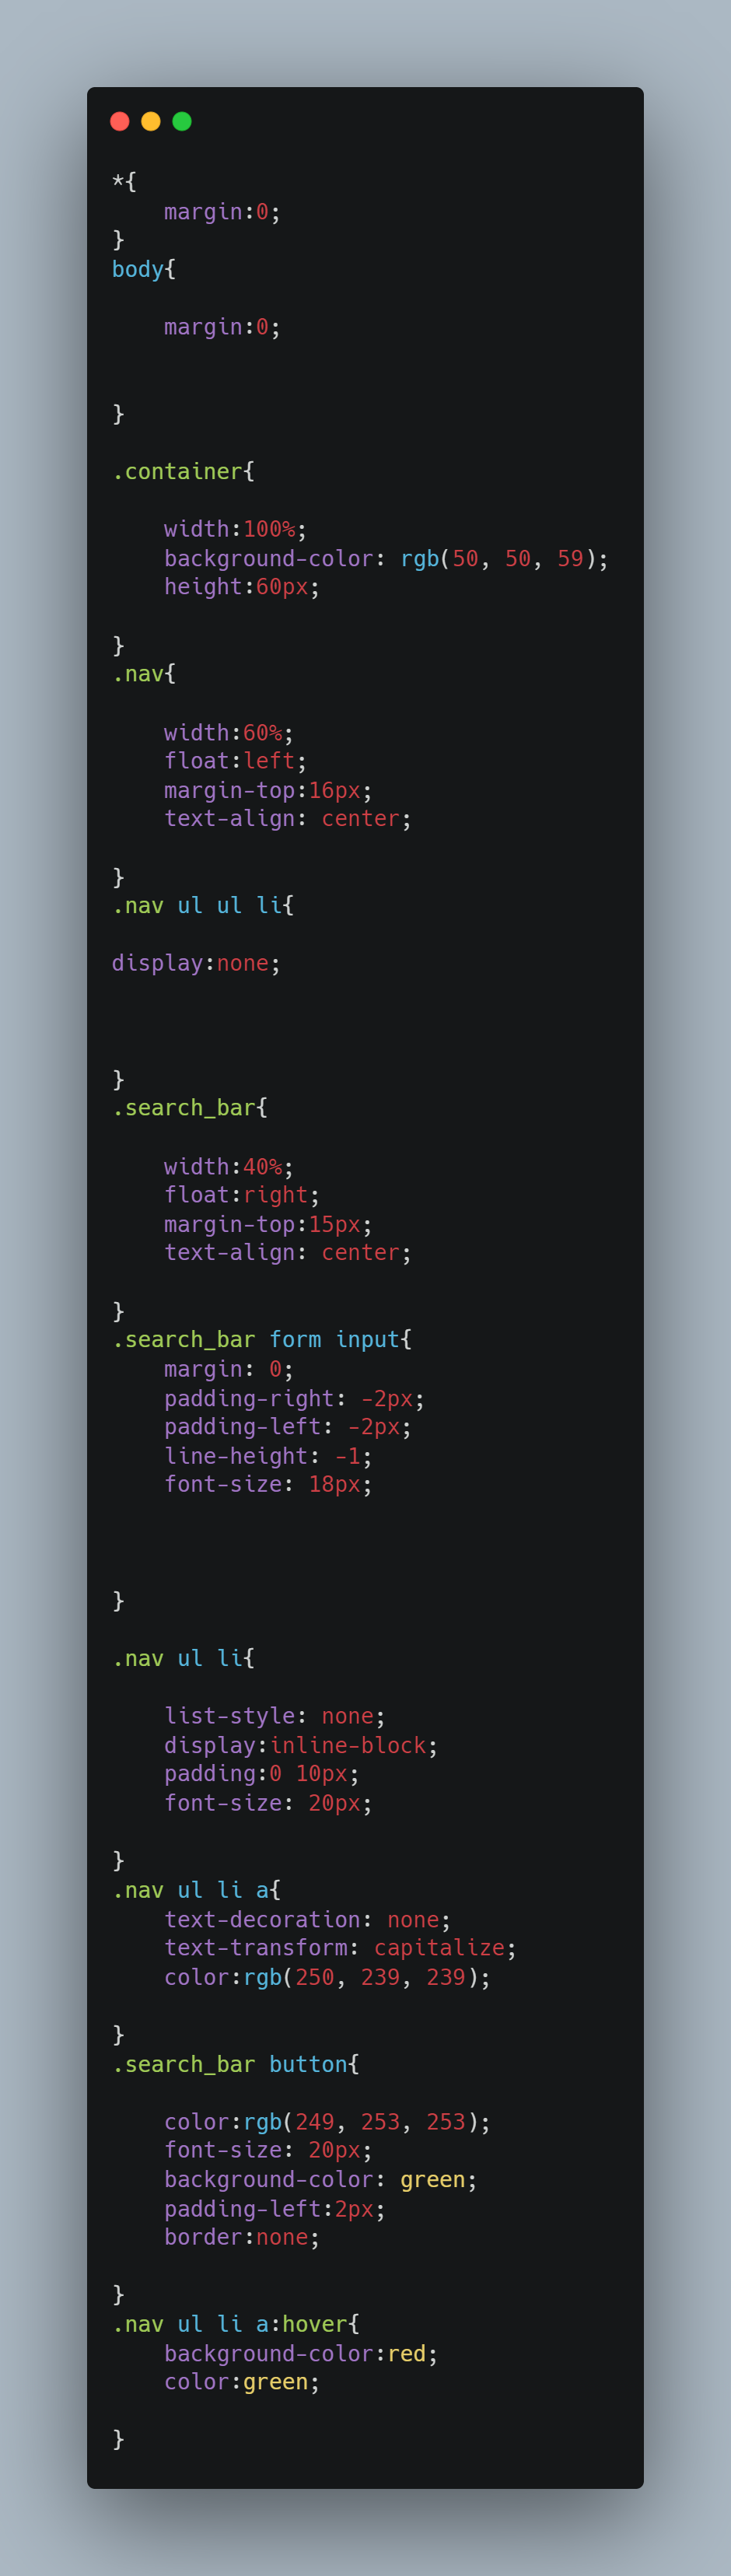 *{
    margin:0;
}
body{
    margin:0;
}
.container{
    width:100%;
    background-color: rgb(50, 50, 59);
    height:60px;
}
.nav{
    width:60%;
    float:left;
    margin-top:16px;
    text-align: center;
}
.nav ul ul li{
display:none;
}
.search_bar{
    width:40%;
    float:right;
    margin-top:15px;
    text-align: center;
}
.search_bar form input{
    margin: 0;
    padding-right: -2px;
    padding-left: -2px;
    line-height: -1;
    font-size: 18px;
}
.nav ul li{
    list-style: none;
    display:inline-block;
    padding:0 10px;
    font-size: 20px;
}
.nav ul li a{
    text-decoration: none;
    text-transform: capitalize;
    color:rgb(250, 239, 239);
}
.search_bar button{
    color:rgb(249, 253, 253);
    font-size: 20px;
    background-color: green;
    padding-left:2px;
    border:none;
}
.nav ul li a:hover{
    background-color:red;
    color:green;
}